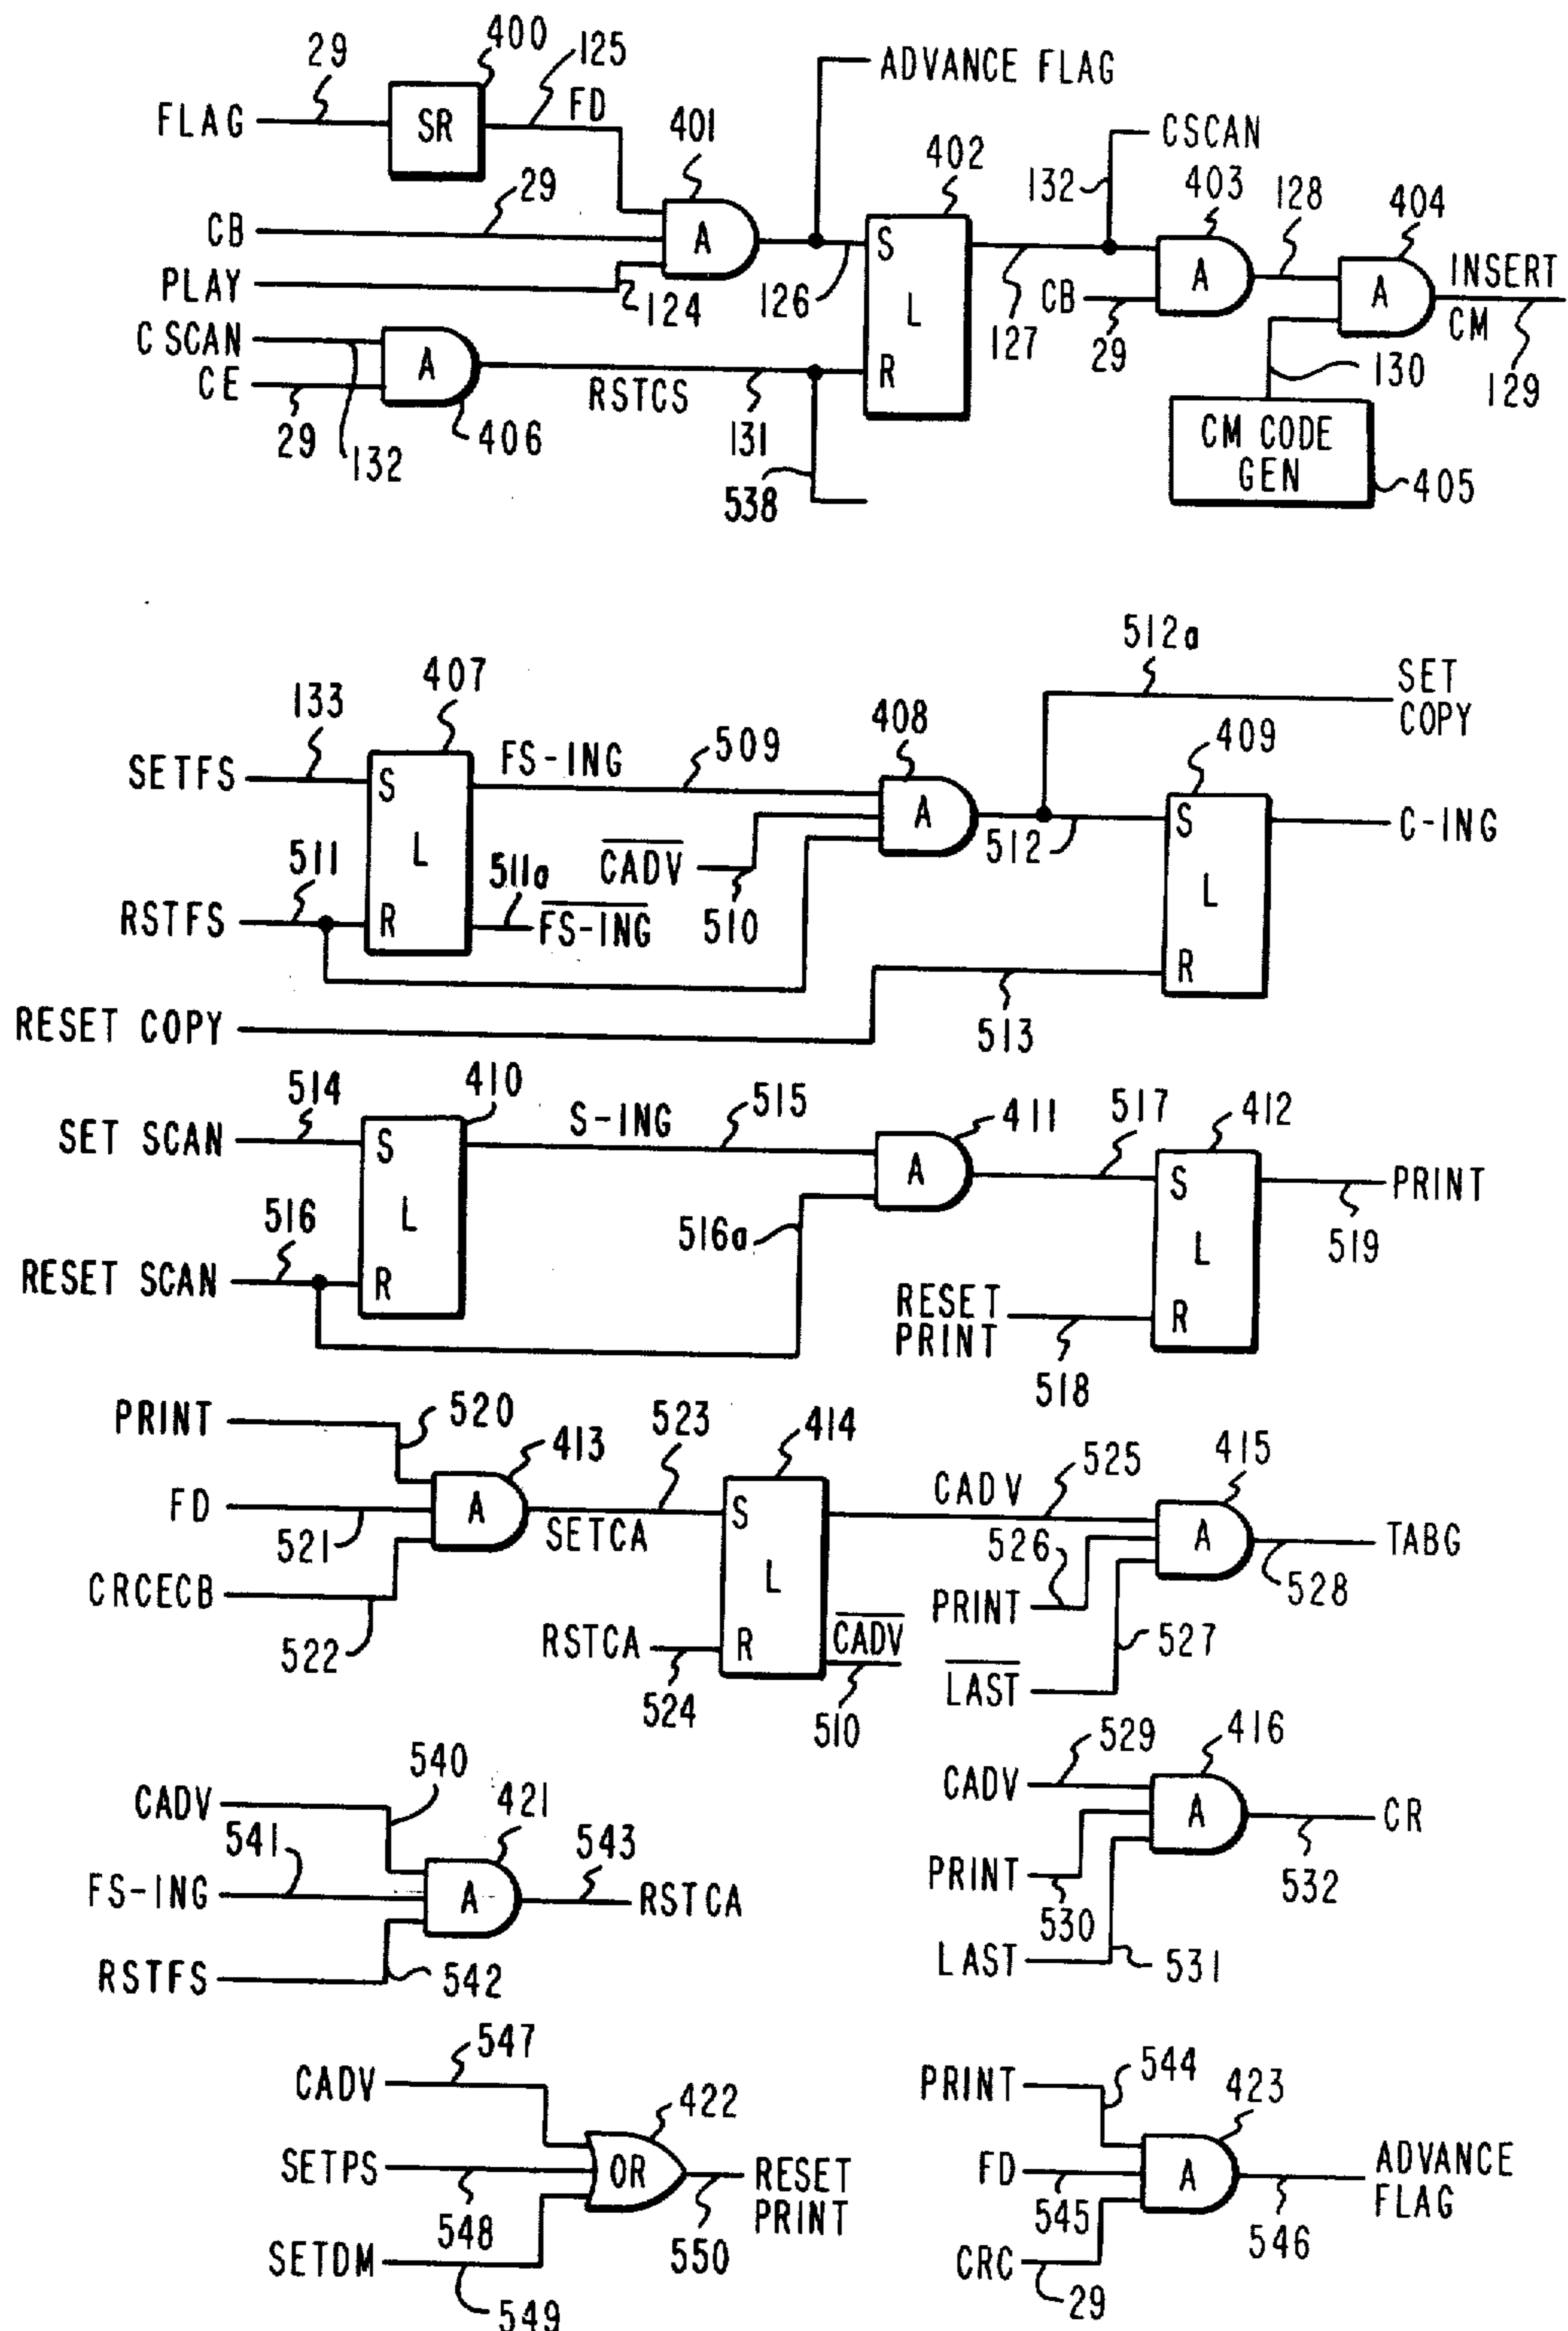 29
400
125
ADVANCE FLAG
FLAG
SR
FD
401
CSCAN
402
132
403
128
404
CB
29
A
S
INSERT
PLAY
124
126
L
127
CB
29
A
A
CM
129
C SCAN
CE
A
RSTCS
R
130
29
132
406
131
538
CM CODE
GEN
405
512a
SET
COPY
133
407
408
409
SETFS
S
FS-ING
509
A
S
C-ING
L
512
511
511a
CADV
510
L
RSTFS
R
FS-ING
R
RESET COPY
513
514
410
S-ING
515
411
517
412
SET SCAN
S
A
S
PRINT
516
L
516a
L
519
RESET SCAN
R
RESET
PRINT
R
518
PRINT
520
413
523
414
415
CADV
525
FD
A
S
526
A
TABG
521
SETCA
528
CRCECB
L
PRINT
522
RSTCA
R
CADV
527
524
510
LAST
529
416
540
CADV
421
CADV
A
CR
541
543
FS-ING
A
RSTCA
PRINT
530
532
RSTFS
542
LAST
531
547
544
CADV
422
PRINT
423
SETPS
OR
RESET
PRINT
FD
A
ADVANCE
FLAG
548
550
545
546
SETDM
549
CRC
29